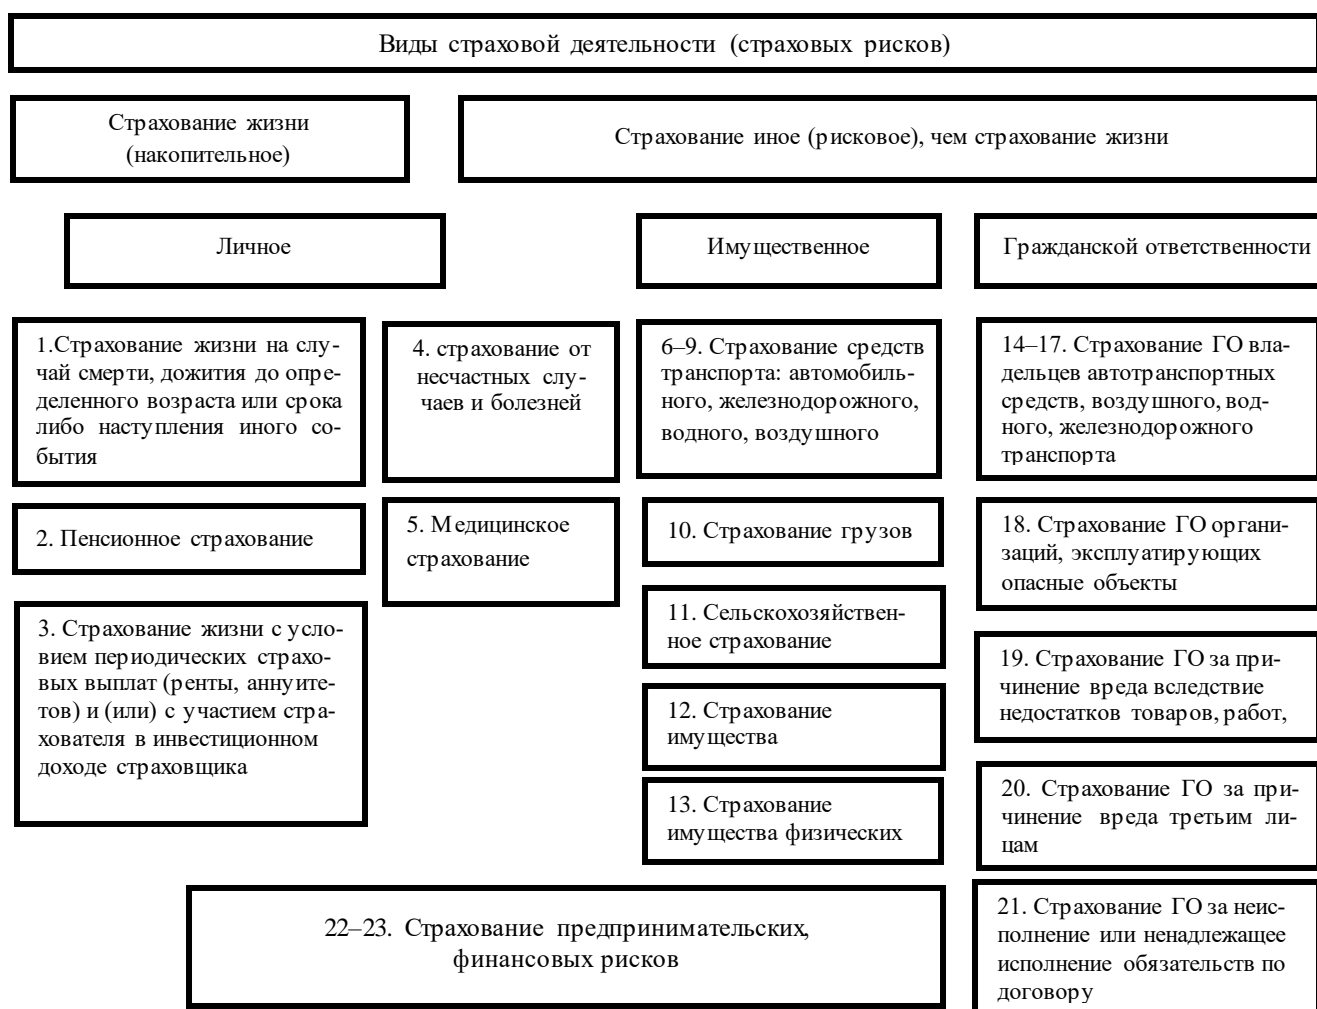 Виды страховой деятельности (страховых рисков)
Страхование жизни
(накопительное)
Страхование иное (рисковое), чем страхование жизни
Личное
Имущественное
Гражданской ответственности
1.Страхование жизни на слу-
чай смерти, дожития до опре-
деленного возраста или срока
либо наступления иного со-
бытия
2. Пенсионное страхование
3. Страхование жизни с усло-
вием периодических страхо-
вых выплат (ренты, аннуите-
тов) и (или) с участием стра-
хователя в инвестиционном
доходе страховщика
4. страхование от
несчастных слу-
чаев и болезней
5. Медицинское
страхование
6–9. Страхование средств
транспорта: автомобиль-
ного, железнодорожного,
водного, воздушного
10. Страхование грузов
11. Сельскохозяйствен-
ное страхование
12. Страхование
имущества
13. Страхование
имущества физических
14–17. Страхование ГО вла-
дельцев автотранспортных
средств, воздушного, вод-
ного, железнодорожного
транспорта
18. Страхование ГО органи-
заций, эксплуатирующих
опасные объекты
19. Страхование ГО за при-
чинение вреда вследствие
недостатков товаров, работ,
20. Страхование ГО за при-
чинение вреда третьим ли-
цам
21. Страхование ГО за неис-
полнение или ненадлежащее
исполнение обязательств по
договору
22–23. Страхование предпринимательских,
финансовых рисков